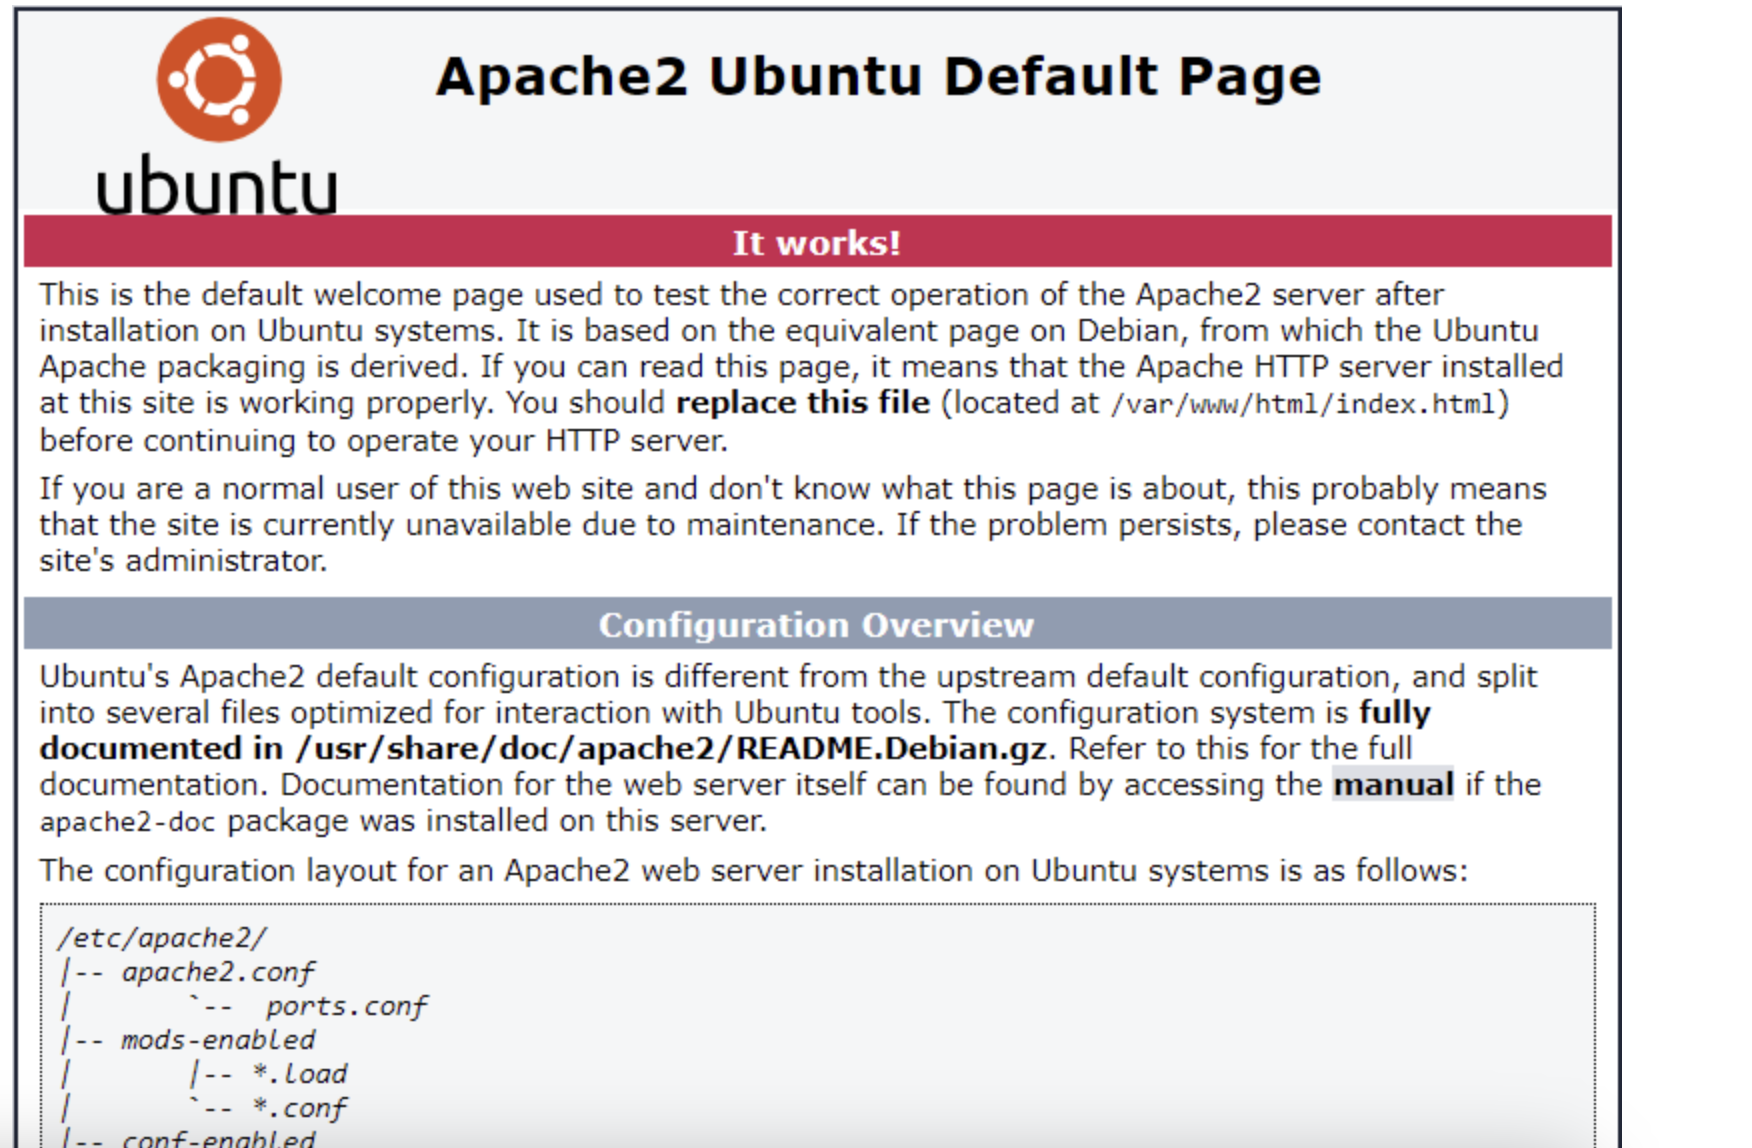 ubuntu
Apache2 Ubuntu Default Page
It works!
This is the default welcome page used to test the correct operation of the Apache2 server after
installation on Ubuntu systems. It is based on the equivalent page on Debian, from which the Ubuntu
Apache packaging is derived. If you can read this page, it means that the Apache HTTP server installed
at this site is working properly. You should replace this file (located at /var/www/html/index.html)
before continuing to operate your HTTP server.
If you are a normal user of this web site and don't know what this page is about, this probably means
that the site is currently unavailable due to maintenance. If the problem persists, please contact the
site's administrator.
Configuration Overview
Ubuntu's Apache2 default configuration is different from the upstream default configuration, and split
into several files optimized for interaction with Ubuntu tools. The configuration system is fully
documented in /usr/share/doc/apache2/README.Debian.gz. Refer to this for the full
documentation. Documentation for the web server itself can be found by accessing the manual if the
apache2-doc package was installed on this server.
The configuration layout for an Apache2 web server installation on Ubuntu systems is as follows:
/etc/apache2/
|-- apache2.conf
|       `--  ports.conf
|-- mods-enabled
|       |-- *.load
|       `-- *.conf
|-- conf-enabled